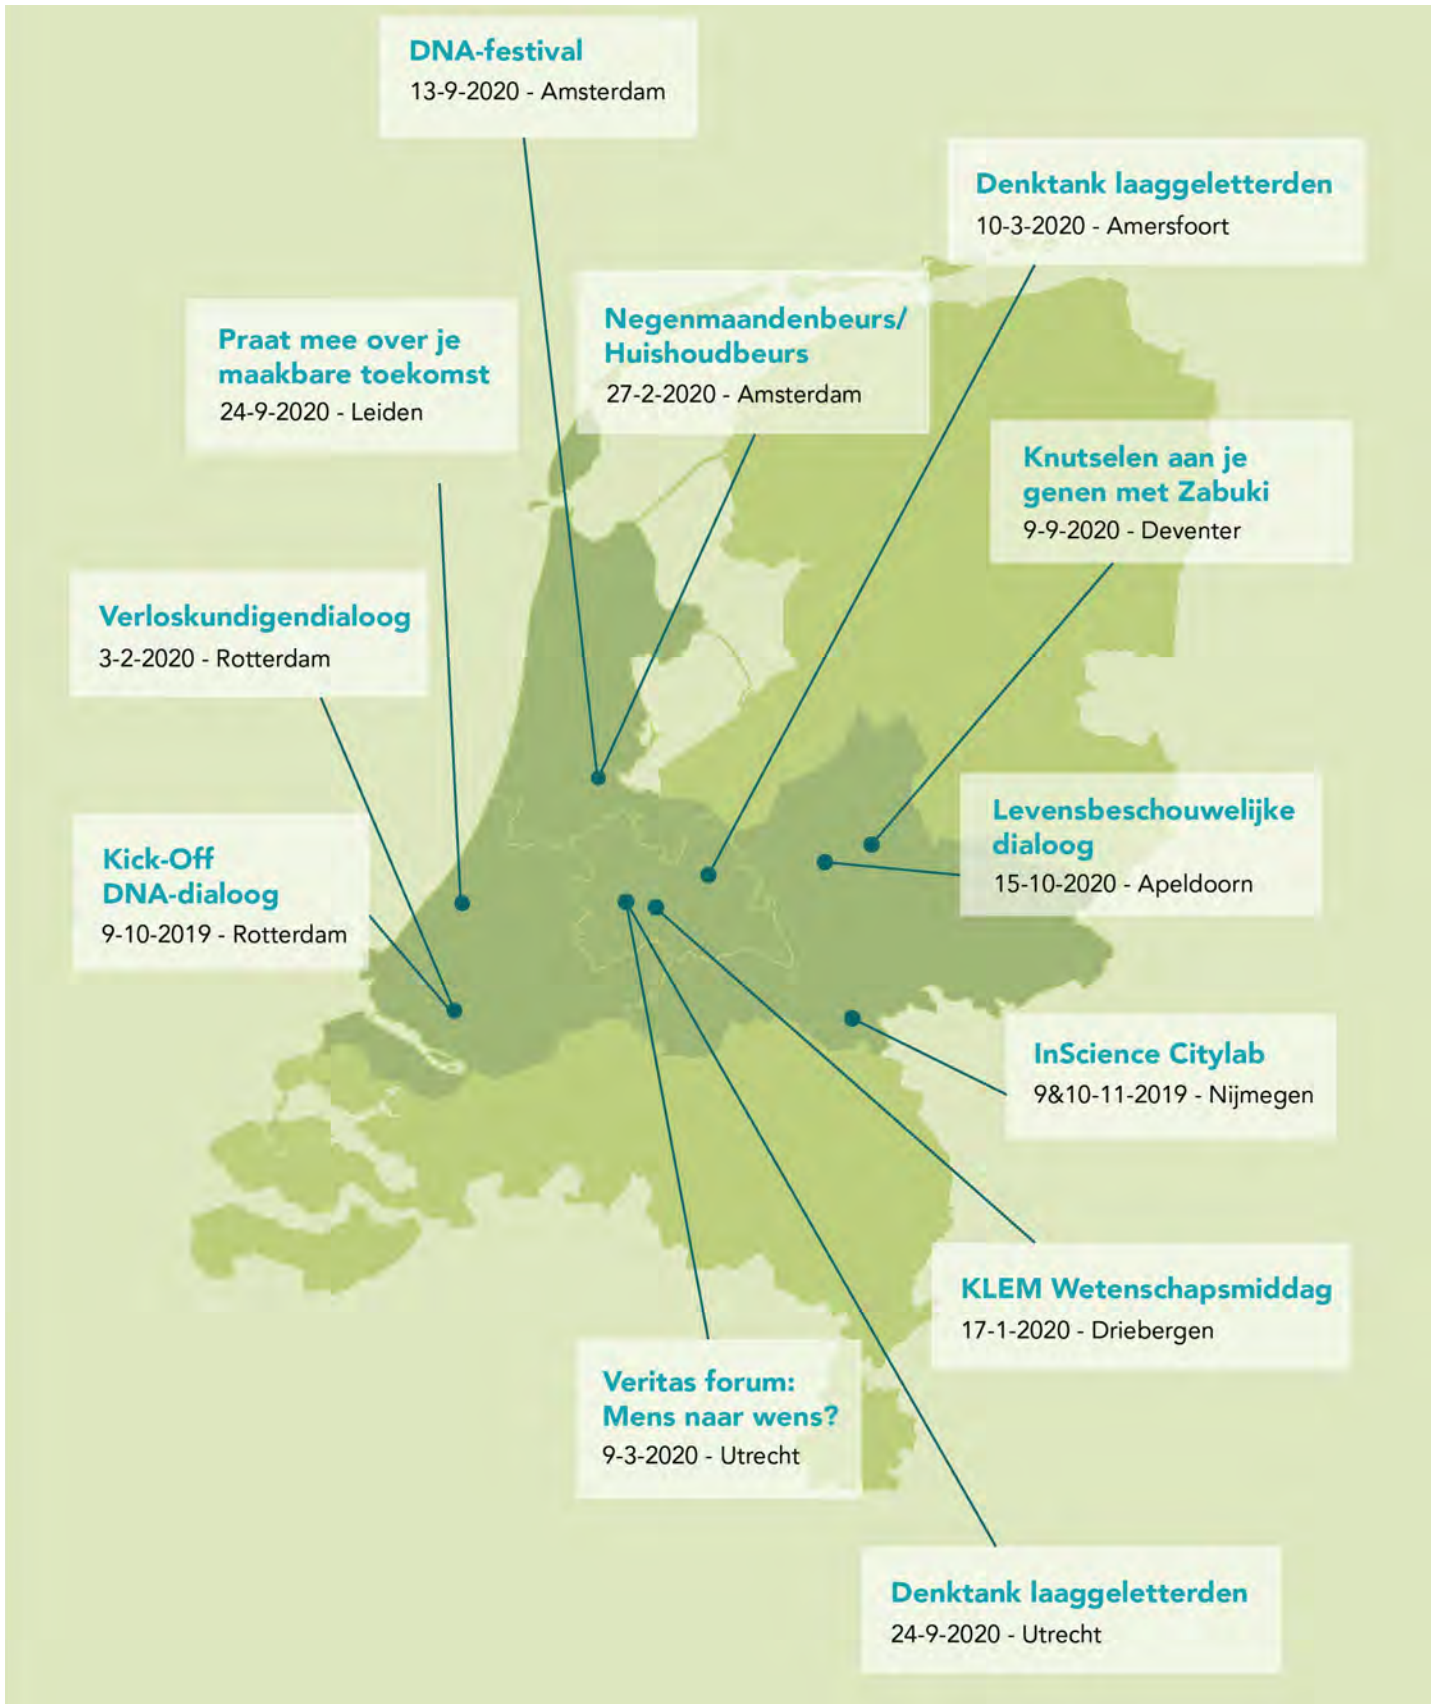 DNA-festival
13-9-2020 - Amsterdam
Denktank laaggeletterden
10-3-2020 - Amersfoort
Negenmaandenbeurs/
Huishoudbeurs
27-2-2020 - Amsterdam
Praat mee over je
maakbare toekomst
24-9-2020 - Leiden
Knutselen aan je
genen met Zabuki
9-9-2020 - Deventer
Verloskundigendialoog
3-2-2020 - Rotterdam
Levensbeschouwelijke
dialoog
15-10-2020 - Apeldoorn
Kick-Off
DNA-dialoog
9-10-2019 - Rotterdam
InScience Citylab
9&10-11-2019 - Nijmegen
KLEM Wetenschapsmiddag
17-1-2020 - Driebergen
Veritas forum:
Mens naar wens?
9-3-2020 - Utrecht
Denktank laaggeletterden
24-9-2020 - Utrecht